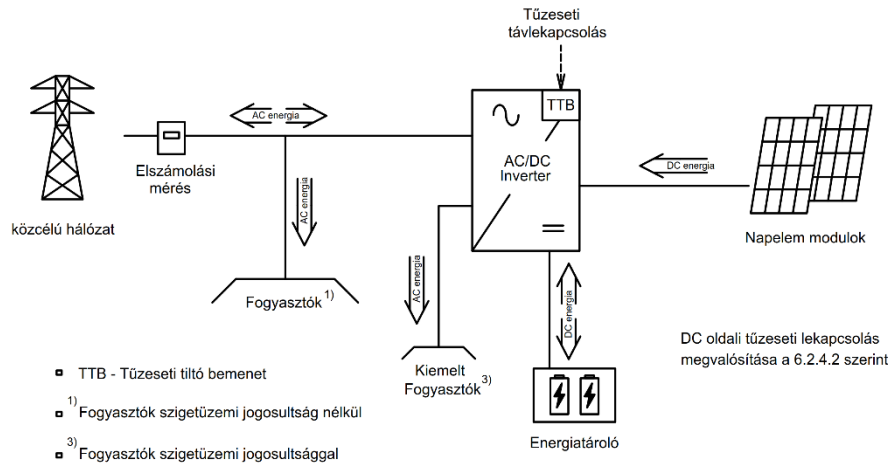 Tűzeseti
távlekapcsolás
TTB
AC energia
AC/DC
Inverter
DC energia
Elszámolási
mérés
AC energia
közcélú hálózat
Napelem modulok
AC energia
Fogyasztók 1)
DC energia
DC oldali tűzeseti lekapcsolás
megvalósítása a 6.2.4.2 szerint
Kiemelt
Fogyasztók 3)
Energiatároló
TTB - Tűzeseti tiltó bemenet
1) Fogyasztók szigetüzemi jogosultság nélkül
3) Fogyasztók szigetüzemi jogosultsággal